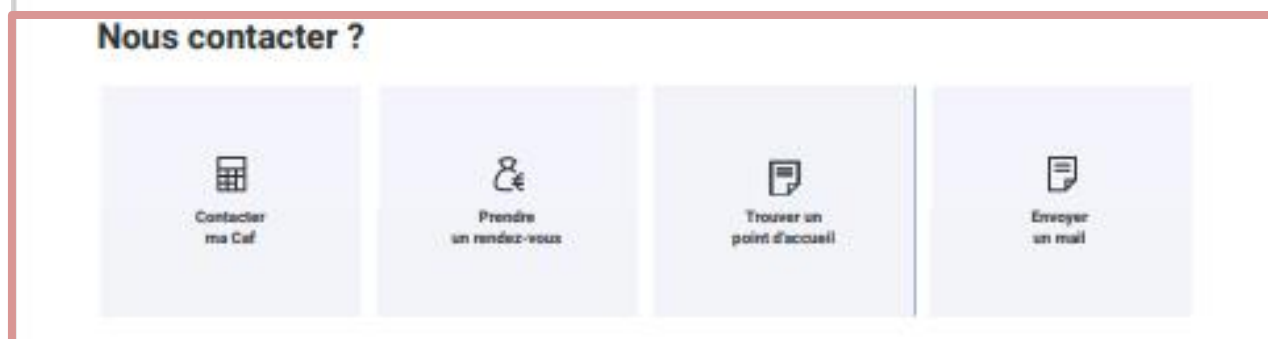 Nous contacter ?
Contacter
ma Caf
Prendre
un rendez-vous
Trouver un
point d'accueil
Envoyer
un mail